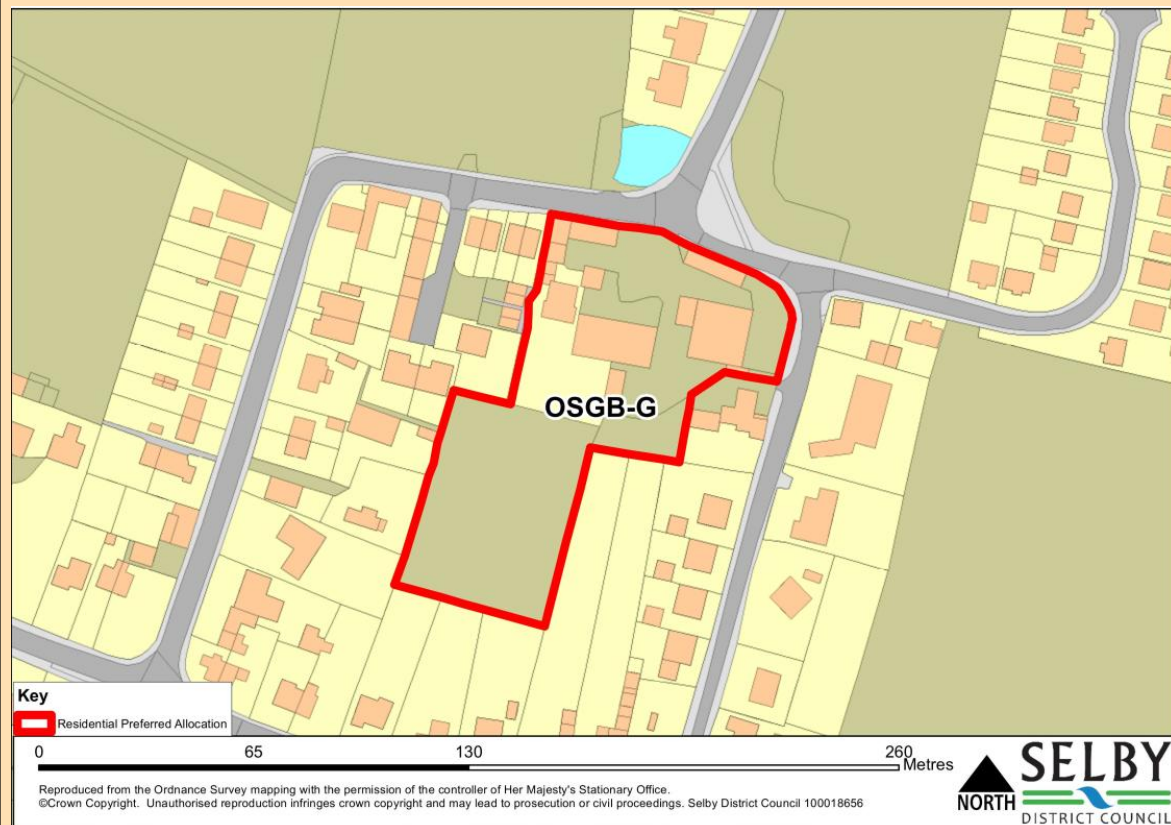 OSGB-G
Key
Residential Preferred Allocation
0 65 130 260
Metres
Reproduced from the Ordnance Survey mapping with the permission of the controller of Her Majesty's Stationary Office.
©Crown Copyright. Unauthorised reproduction infringes crown copyright and may lead to prosecution or civil proceedings. Selby District Council 100018656
NORTH
SELBY
DISTRICT COUNCIL